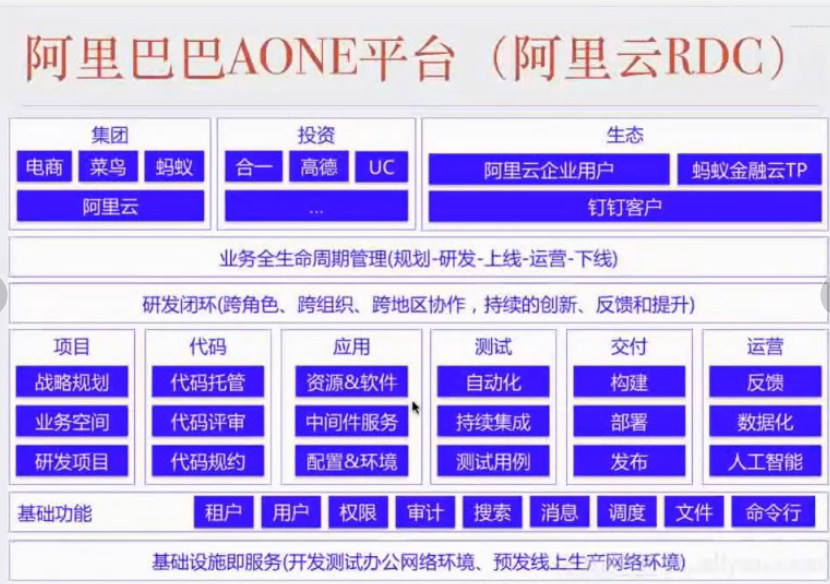 阿里巴巴AONE平台（阿里云RDC）
集团
电商 菜鸟 蚂蚁
阿里云
投资
合一 高德 UC
...
生态
阿里云企业用户 蚂蚁金融云TP
钉钉客户
业务全生命周期管理(规划-研发-上线-运营-下线)
研发闭环(跨角色、跨组织、跨地区协作，持续的创新、反馈和提升)
项目
战略规划
业务空间
研发项目
代码
代码托管
代码评审
代码规约
应用
资源&软件
中间件服务
配置&环境
测试
自动化
持续集成
测试用例
交付
构建
部署
发布
运营
反馈
数据化
人工智能
基础功能 租户 用户 权限 审计 搜索 消息 调度 文件 命令行
基础设施即服务(开发测试办公网络环境、预发线上生产网络环境)